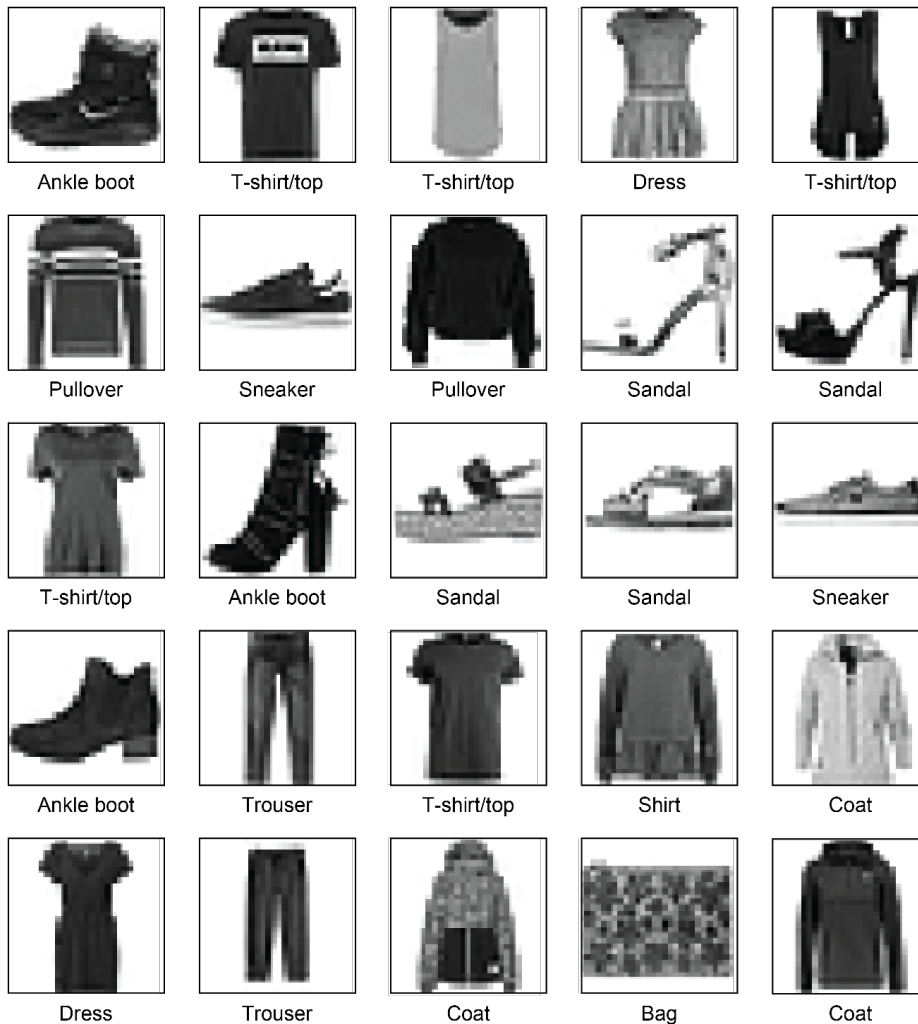 Ankle boot T-shirt/top T-shirt/top Dress T-shirt/top
Pullover Sneaker Pullover Sandal Sandal
T-shirt/top Ankle boot Sandal Sandal Sneaker
Ankle boot Trouser T-shirt/top Shirt Coat
Dress Trouser Coat Bag Coat